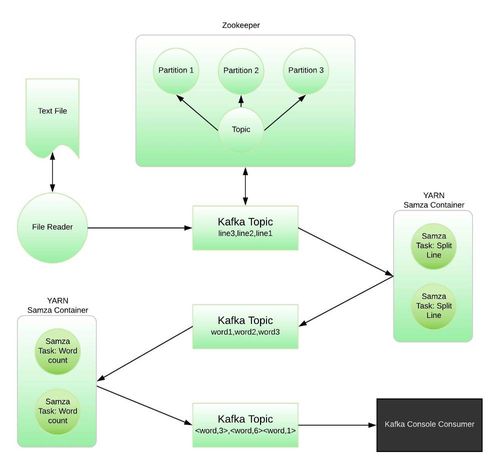 Zookeeper
Partition 1
Partition 2
Partition 3
Topic
Text File
File Reader
Kafka Topic
line3,line2,line1
YARN
Samza Container
Samza
Task: Split
Line
Samza
Task: Split
Line
Kafka Topic
word1,word2,word3
YARN
Samza Container
Samza
Task: Word
count
Samza
Task: Word
count
Kafka Topic
<word,3>,<word,6><word,1>
Kafka Console Consumer